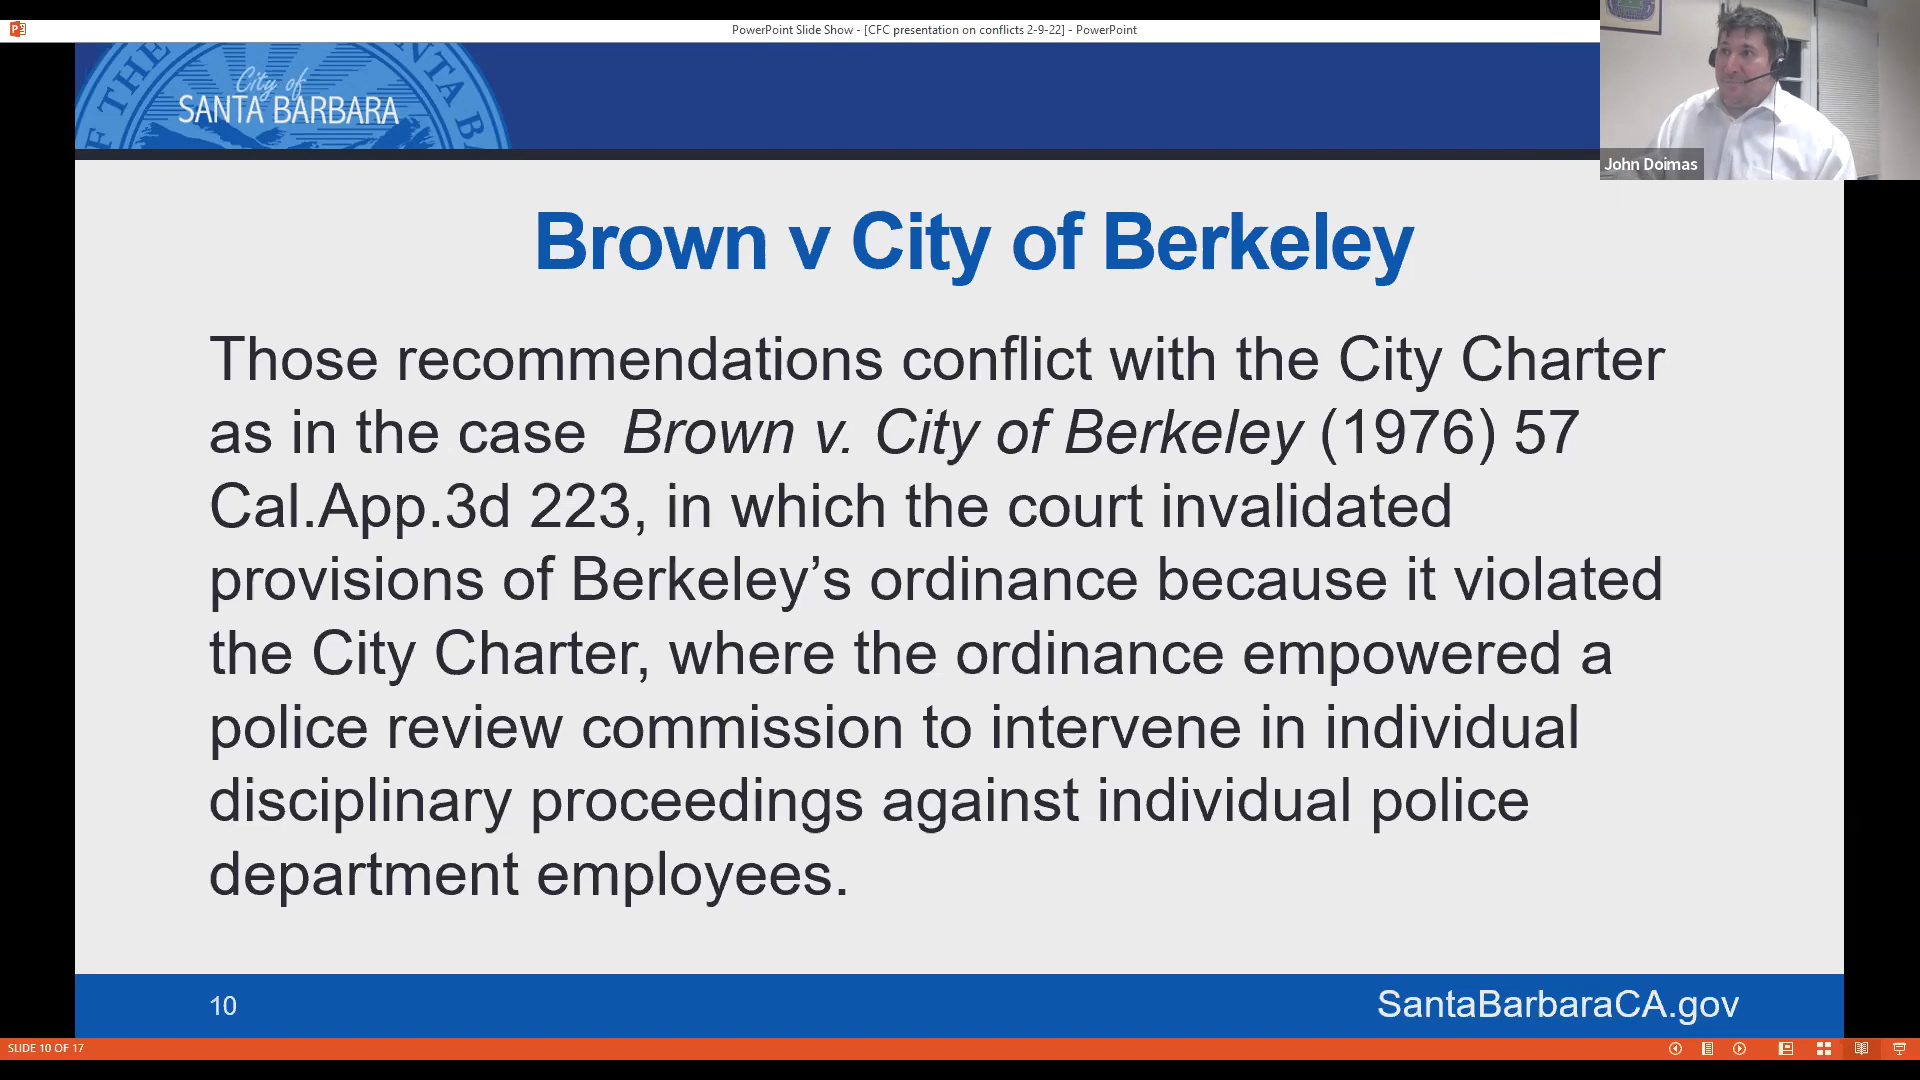 PowerPoint Slide Show - [CFC presentation on conflicts 2-9-22] - PowerPoint
F THE
NTA B
City of
SANTA BARBARA
John Doimas
Brown v City of Berkeley
Those recommendations conflict with the City Charter
as in the case Brown v. City of Berkeley (1976) 57
Cal.App.3d 223, in which the court invalidated
provisions of Berkeley’s ordinance because it violated
the City Charter, where the ordinance empowered a
police review commission to intervene in individual
disciplinary proceedings against individual police
department employees.
10
SantaBarbaraCA.gov
SLIDE 10 OF 17